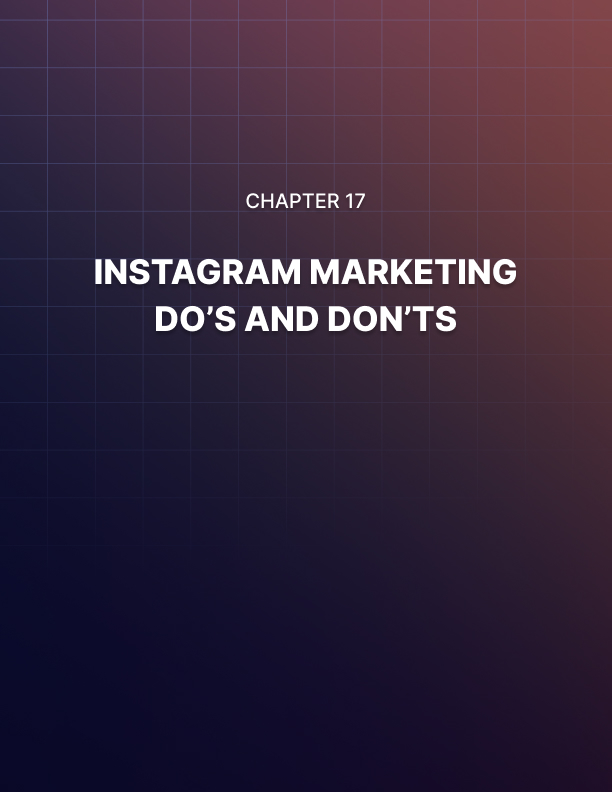 CHAPTER 17
INSTAGRAM MARKETING
DO’S AND DON’TS